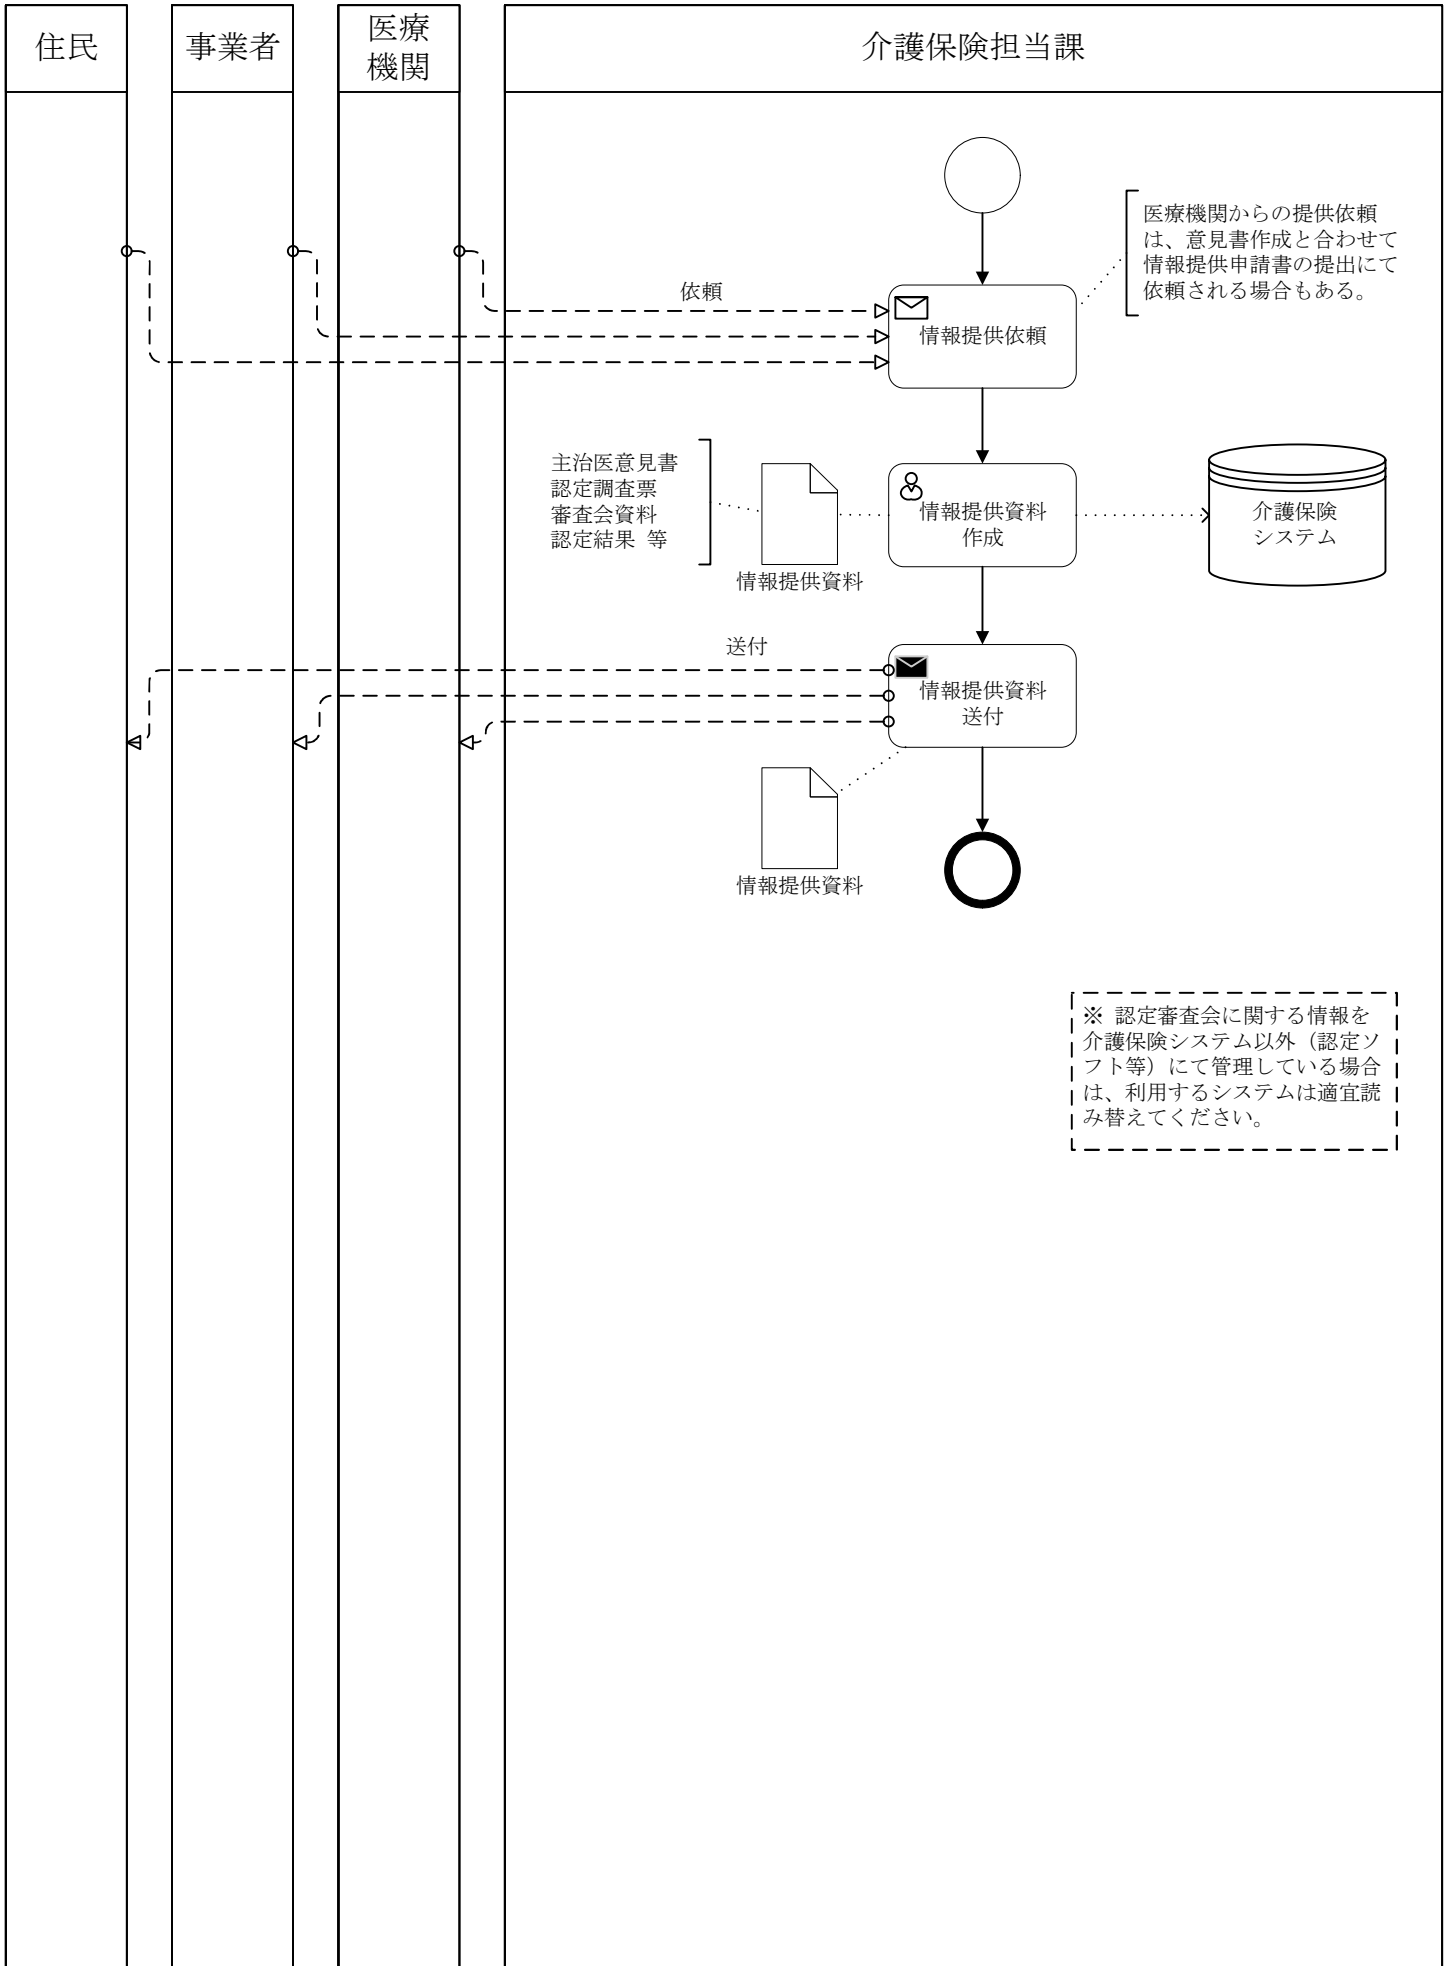 住民
事業者
医療
機関
介護保険担当課
医療機関からの提供依頼
は、意見書作成と合わせて
情報提供申請書の提出にて
依頼される場合もある。
依頼
情報提供依頼
主治医意見書
認定調査票
審査会資料
認定結果 等
情報提供資料
情報提供資料
作成
介護保険
システム
送付
情報提供資料
送付
情報提供資料
※ 認定審査会に関する情報を
介護保険システム以外（認定ソ
フト等）にて管理している場合
は、利用するシステムは適宜読
み替えてください。